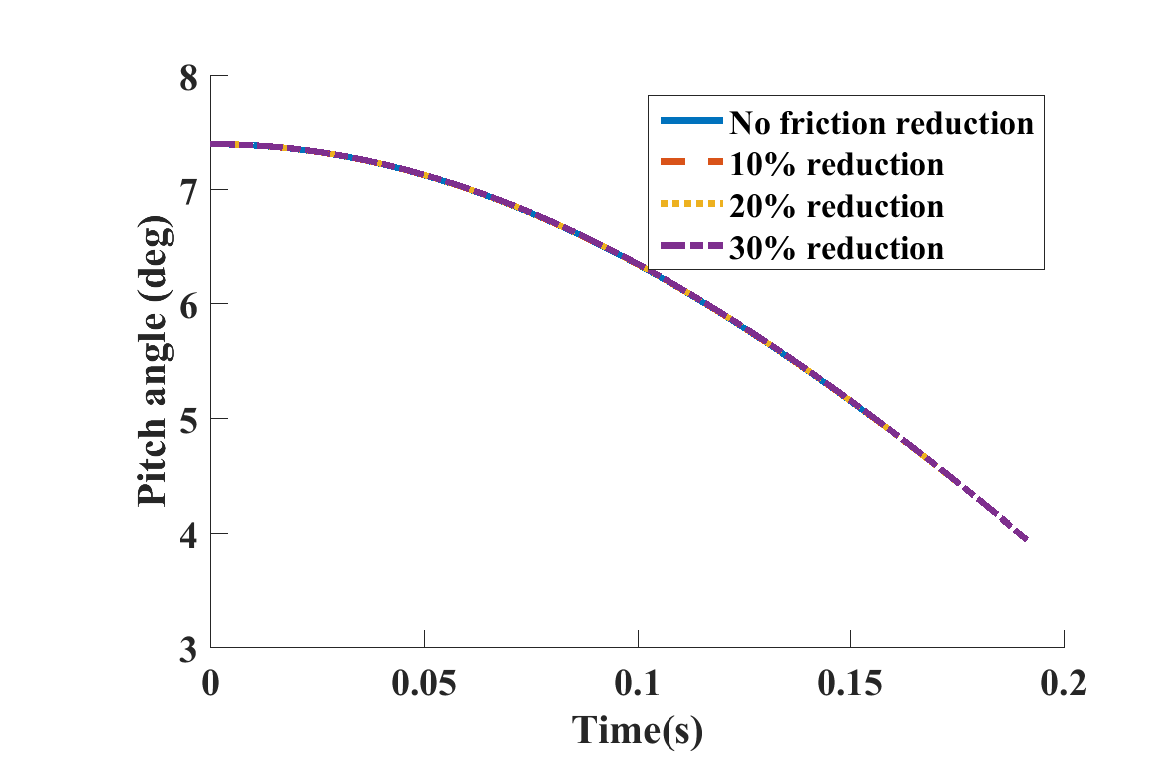 8
7
6
5
4
3
Pitch angle (deg)
No friction reduction
10% reduction
20% reduction
30% reduction
0
0.05
0.1
0.15
0.2
Time(s)